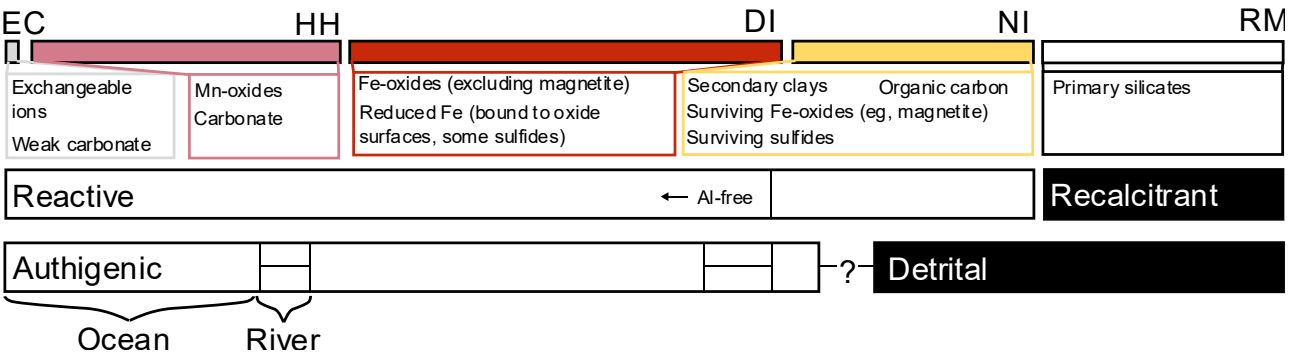 EC HH DI NI RM
Exchangeable
ions
Weak carbonate
Mn-oxides
Carbonate
Fe-oxides (excluding magnetite)
Reduced Fe (bound to oxide
surfaces, some sulfides)
Secondary clays Organic carbon
Surviving Fe-oxides (eg, magnetite)
Surviving sulfides
Primary silicates
Reactive ← Al-free Recalcitrant
Authigenic ? Detrital
Ocean River